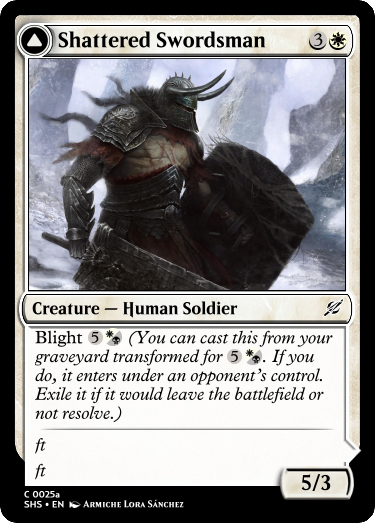 Shattered Swordsman 3
Creature — Human Soldier
Blight 5 (You can cast this from your
graveyard transformed for 5 . If you
do, it enters under an opponent's control.
Exile it if it would leave the battlefield or
not resolve.)
ft
ft
5/3
C 0025a
SHS • EN Armiche Lora Sánchez